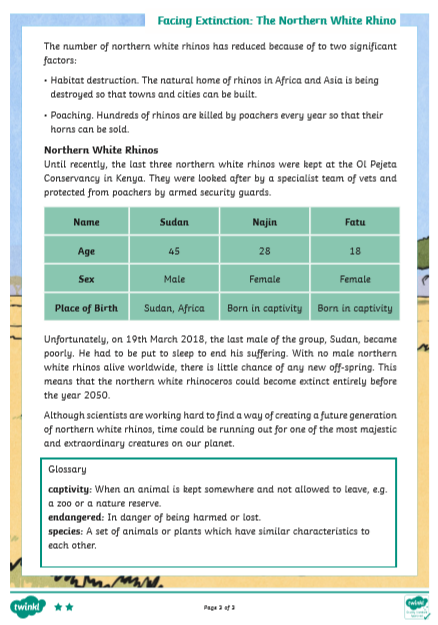 Facing Extinction: The Northern White Rhino
The number of northern white rhinos has reduced because of to two significant
factors:
• Habitat destruction. The natural home of rhinos in Africa and Asia is being
destroyed so that towns and cities can be built.
• Poaching. Hundreds of rhinos are killed by poachers every year so that their
horns can be sold.
Northern White Rhinos
Until recently, the last three northern white rhinos were kept at the Ol Pejeta
Conservancy in Kenya. They were looked after by a specialist team of vets and
protected from poachers by armed security guards.
Name Sudan Najin Fatu
Age 45 28 18
Sex Male Female Female
Place of Birth Sudan, Africa Born in captivity Born in captivity
Unfortunately, on 19th March 2018, the last male of the group, Sudan, became
poorly. He had to be put to sleep to end his suffering. With no male northern
white rhinos alive worldwide, there is little chance of any new off-spring. This
means that the northern white rhinoceros could become extinct entirely before
the year 2050.
Although scientists are working hard to find a way of creating a future generation
of northern white rhinos, time could be running out for one of the most majestic
and extraordinary creatures on our planet.
Glossary
captivity: When an animal is kept somewhere and not allowed to leave, e.g.
a zoo or a nature reserve.
endangered: In danger of being harmed or lost.
species: A set of animals or plants which have similar characteristics to
each other.
twinkl
Page 2 of 2
twinkl